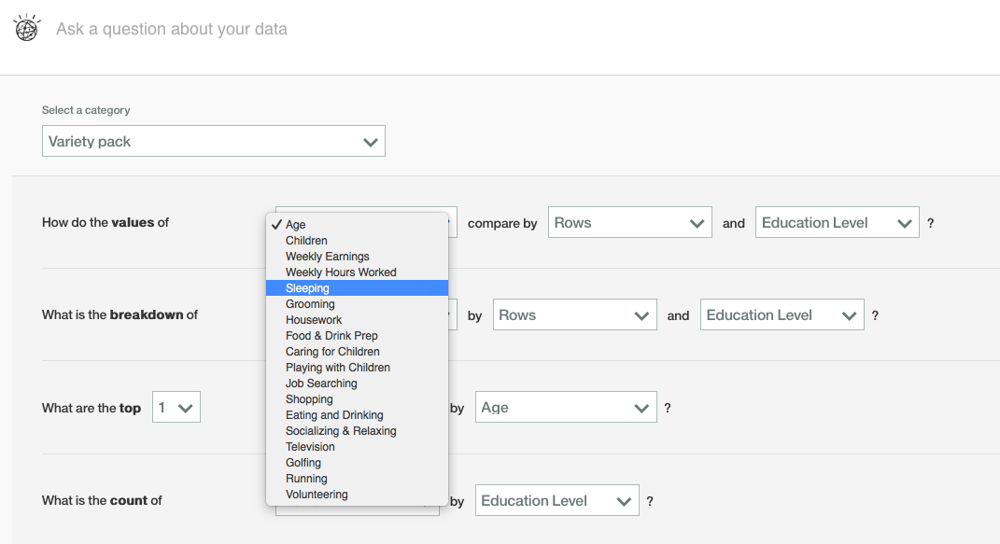 Ask a question about your data
Select a category
Variety pack
How do the values of
compare by Rows and Education Level ?
✓ Age
Children
Weekly Earnings
Weekly Hours Worked
Sleeping
Grooming
Housework
Food & Drink Prep
Caring for Children
Playing with Children
Job Searching
Shopping
Eating and Drinking
Socializing & Relaxing
Television
Golfing
Running
Volunteering
What is the breakdown of by Rows and Education Level ?
What are the top 1 by Age ?
What is the count of by Education Level ?